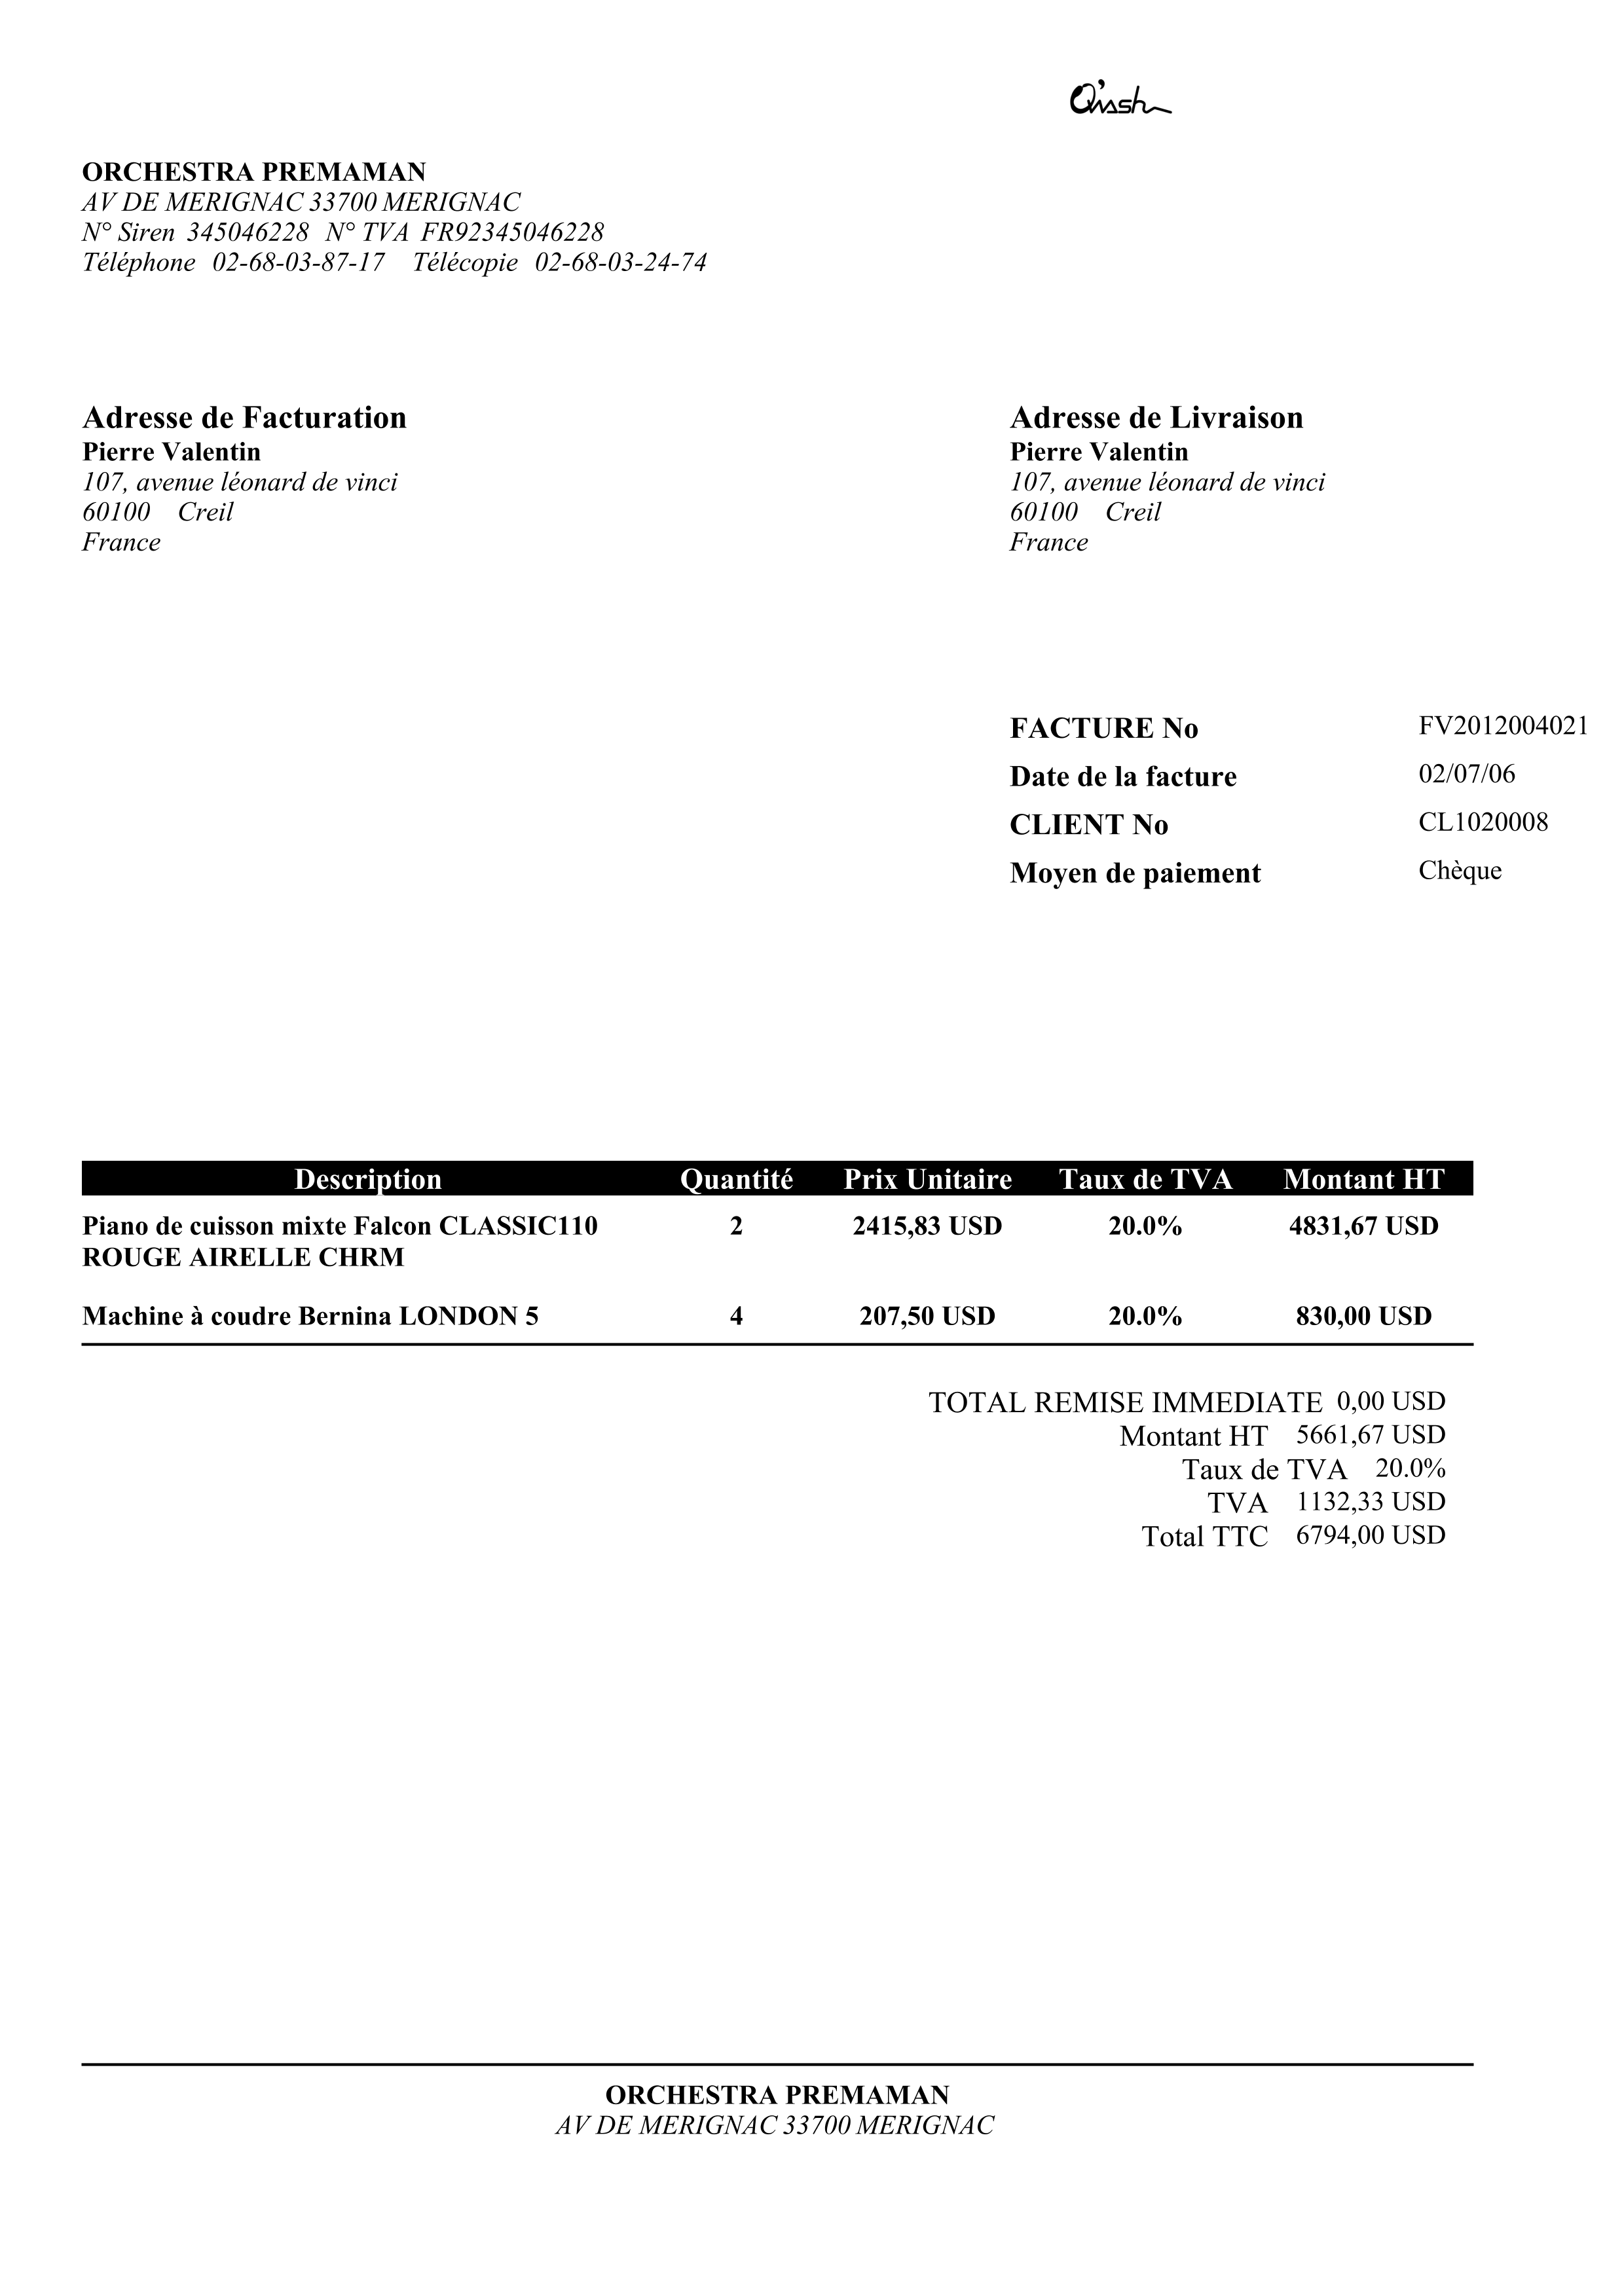 O'mash
ORCHESTRA PREMAMAN
AV DE MERIGNAC 33700 MERIGNAC
N° Siren 345046228 N° TVA FR92345046228
Téléphone 02-68-03-87-17 Télécopie 02-68-03-24-74
Adresse de Facturation
Pierre Valentin
107, avenue léonard de vinci
60100 Creil
France
Adresse de Livraison
Pierre Valentin
107, avenue léonard de vinci
60100 Creil
France
FACTURE No FV2012004021
Date de la facture 02/07/06
CLIENT No CL1020008
Moyen de paiement Chèque
Description Quantité Prix Unitaire Taux de TVA Montant HT
Piano de cuisson mixte Falcon CLASSIC110 2 2415,83 USD 20.0% 4831,67 USD
ROUGE AIRELLE CHRM
Machine à coudre Bernina LONDON 5 4 207,50 USD 20.0% 830,00 USD
TOTAL REMISE IMMEDIATE 0,00 USD
Montant HT 5661,67 USD
Taux de TVA 20.0%
TVA 1132,33 USD
Total TTC 6794,00 USD
ORCHESTRA PREMAMAN
AV DE MERIGNAC 33700 MERIGNAC